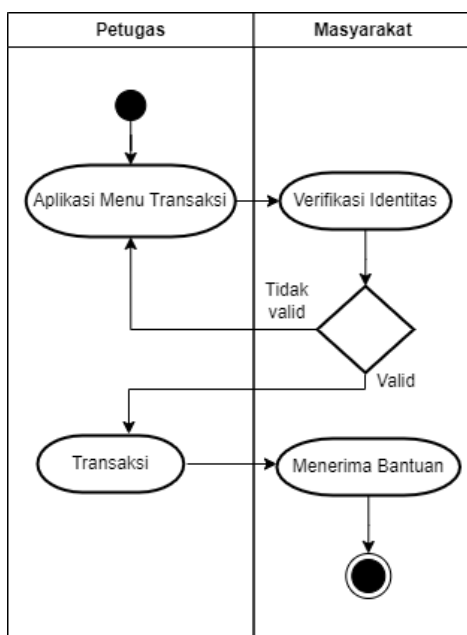 Petugas
Masyarakat
Aplikasi Menu Transaksi
Verifikasi Identitas
Tidak
valid
Valid
Transaksi
Menerima Bantuan